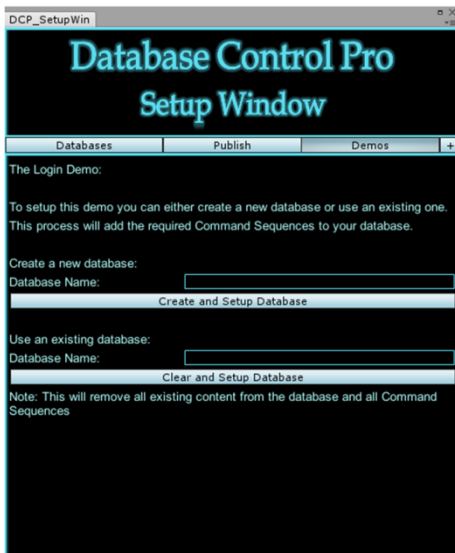 DCP_SetupWin
Database Control Pro
Setup Window
Databases
Publish
Demos
+
The Login Demo:
To setup this demo you can either create a new database or use an existing one.
This process will add the required Command Sequences to your database.
Create a new database:
Database Name:
Create and Setup Database
Use an existing database:
Database Name:
Clear and Setup Database
Note: This will remove all existing content from the database and all Command
Sequences